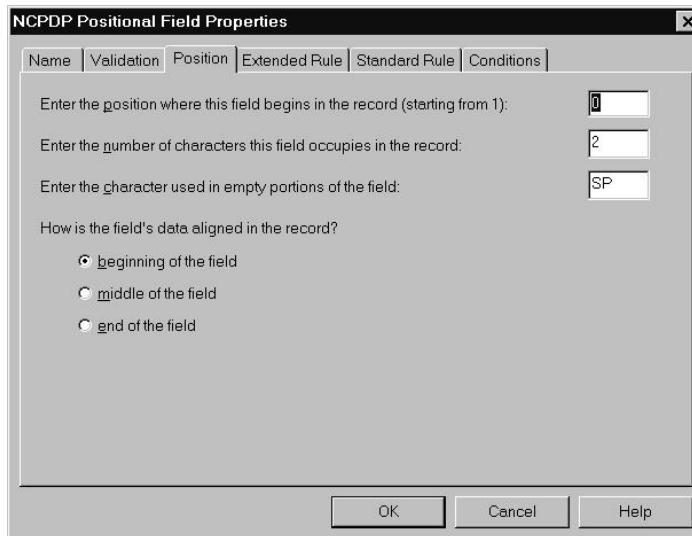 NCPDP Positional Field Properties
Name Validation Position Extended Rule Standard Rule Conditions
Enter the position where this field begins in the record (starting from 1): 0
Enter the number of characters this field occupies in the record: 2
Enter the character used in empty portions of the field: SP
How is the field's data aligned in the record?
beginning of the field
middle of the field
end of the field
OK Cancel Help